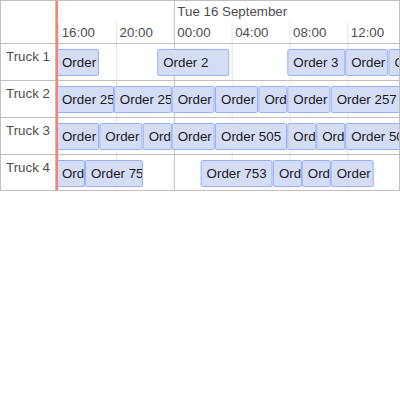 Tue 16 September
16:00 20:00 00:00 04:00 08:00 12:00
Truck 1 Order Order 2 Order 3 Order
Truck 2 Order 25 Order 25 Order Order Ord Order Order 257
Truck 3 Order Order Ord Order Order 505 Ord Ord Order 50
Truck 4 Ord Order 75 Order 753 Ord Ord Order